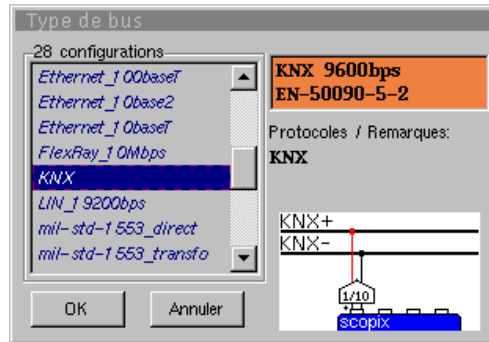 Type de bus
28 configurations
Ethernet_100baseT
Ethernet_10base2
Ethernet_10baseT
FlexRay_10Mbps
KNX
LIN_19200bps
mil-std-1553_direct
mil-std-1553_transfo
OK
Annuler
KNX 9600bps
EN-50090-5-2
Protocoles / Remarques:
KNX
KNX+
KNX-
1/10
scopix